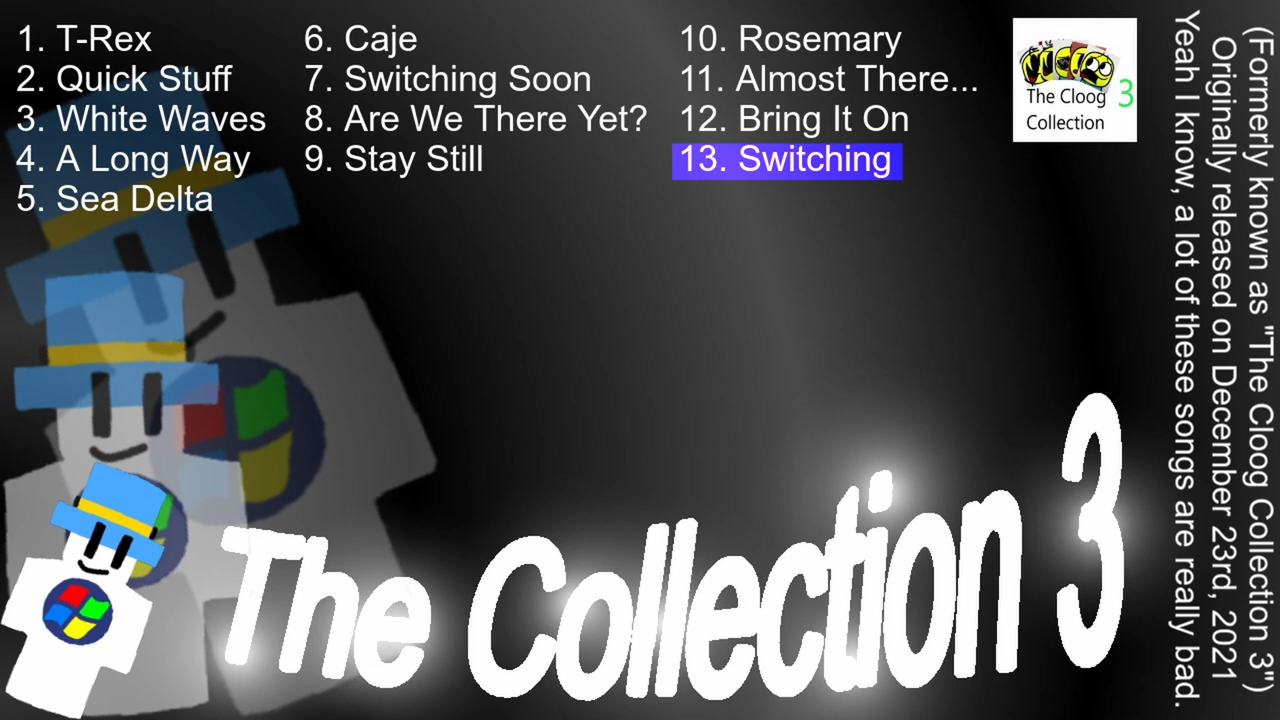 1. T-Rex
2. Quick Stuff
3. White Waves
4. A Long Way
5. Sea Delta
6. Caje
7. Switching Soon
8. Are We There Yet?
9. Stay Still
10. Rosemary
11. Almost There...
12. Bring It On
13. Switching
The Cloog 3
Collection
(Formerly known as "The Cloog Collection 3")
Originally released on December 23rd, 2021
Yeah I know, a lot of these songs are really bad.
The Collection 3